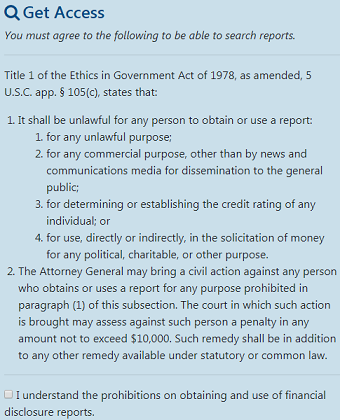 Get Access
You must agree to the following to be able to search reports.
Title 1 of the Ethics in Government Act of 1978, as amended, 5
U.S.C. app. § 105(c), states that:
1. It shall be unlawful for any person to obtain or use a report:
1. for any unlawful purpose;
2. for any commercial purpose, other than by news and
communications media for dissemination to the general
public;
3. for determining or establishing the credit rating of any
individual; or
4. for use, directly or indirectly, in the solicitation of money
for any political, charitable, or other purpose.
2. The Attorney General may bring a civil action against any person
who obtains or uses a report for any purpose prohibited in
paragraph (1) of this subsection. The court in which such action
is brought may assess against such person a penalty in any
amount not to exceed $10,000. Such remedy shall be in addition
to any other remedy available under statutory or common law.
I understand the prohibitions on obtaining and use of financial
disclosure reports.